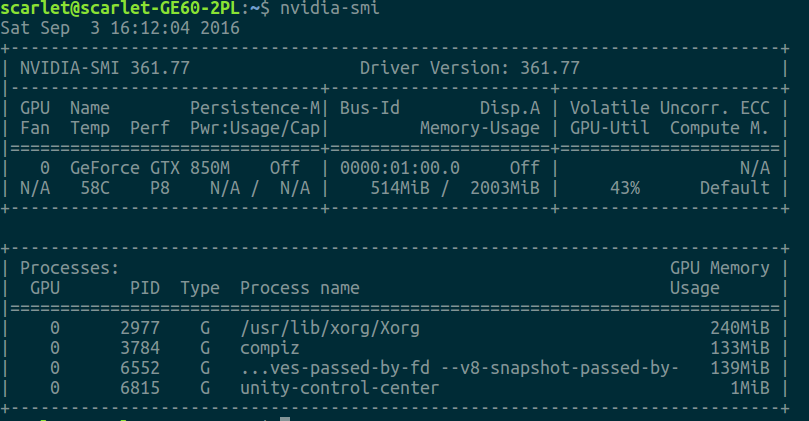 scarlet@scarlet-GE60-2PL:~$ nvidia-smi
Sat Sep  3 16:12:04 2016
+-----------------------------------------------------------------------------+
| NVIDIA-SMI 361.77                 Driver Version: 361.77                    |
|-------------------------------+----------------------+----------------------+
| GPU  Name        Persistence-M| Bus-Id        Disp.A | Volatile Uncorr. ECC |
| Fan  Temp  Perf  Pwr:Usage/Cap|         Memory-Usage | GPU-Util  Compute M. |
|===============================+======================+======================|
|   0  GeForce GTX 850M    Off  | 0000:01:00.0     Off |                  N/A |
| N/A   58C    P8    N/A /  N/A |    514MiB /  2003MiB |     43%      Default |
+-------------------------------+----------------------+----------------------+

+-----------------------------------------------------------------------------+
| Processes:                                                       GPU Memory |
|  GPU       PID  Type  Process name                               Usage      |
|=============================================================================|
|    0      2977    G   /usr/lib/xorg/Xorg                             240MiB |
|    0      3784    G   compiz                                         133MiB |
|    0      6552    G   ...ves-passed-by-fd --v8-snapshot-passed-by-   139MiB |
|    0      6815    G   unity-control-center                             1MiB |
+-----------------------------------------------------------------------------+